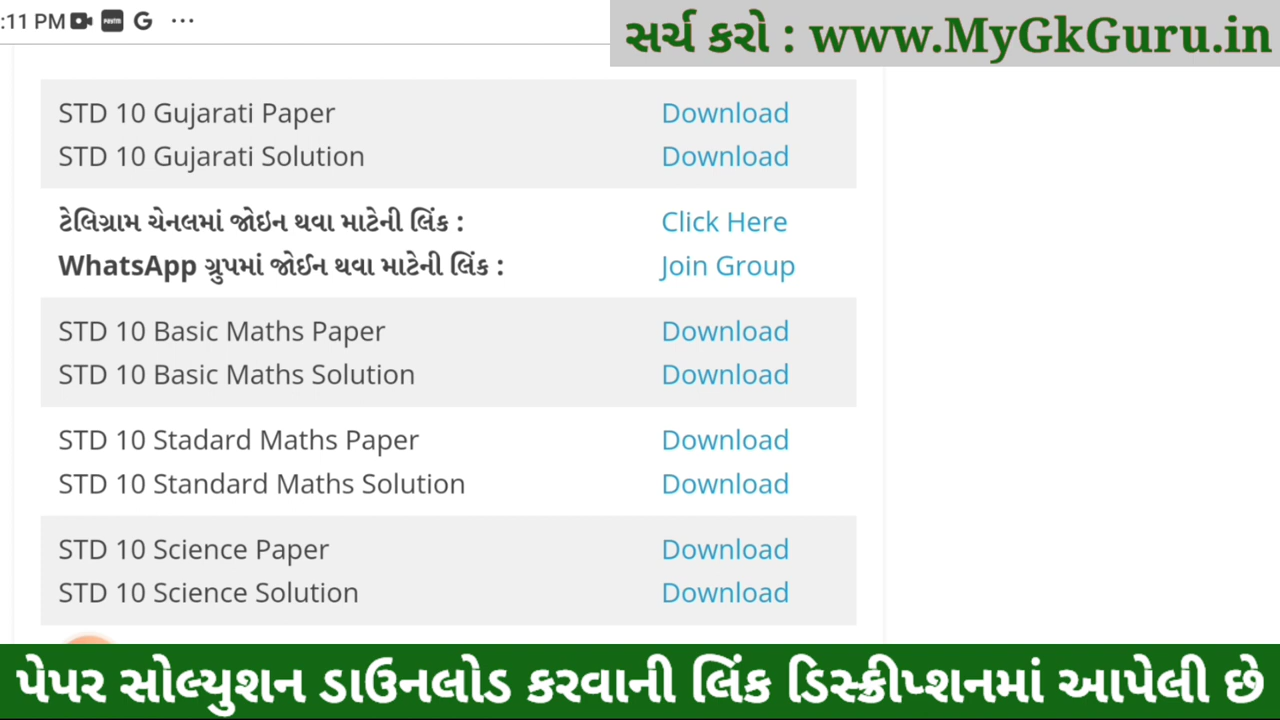 :11 PM
સર્ચ કરો : www.MyGkGuru.in
STD 10 Gujarati Paper Download
STD 10 Gujarati Solution Download
ટેલિગ્રામ ચેનલમાં જોઇન થવા માટેની લિંક : Click Here
WhatsApp ગ્રુપમાં જોઈન થવા માટેની લિંક : Join Group
STD 10 Basic Maths Paper Download
STD 10 Basic Maths Solution Download
STD 10 Stadard Maths Paper Download
STD 10 Standard Maths Solution Download
STD 10 Science Paper Download
STD 10 Science Solution Download
પેપર સોલ્યુશન ડાઉનલોડ કરવાની લિંક ડિસ્ક્રીપ્શનમાં આપેલી છે